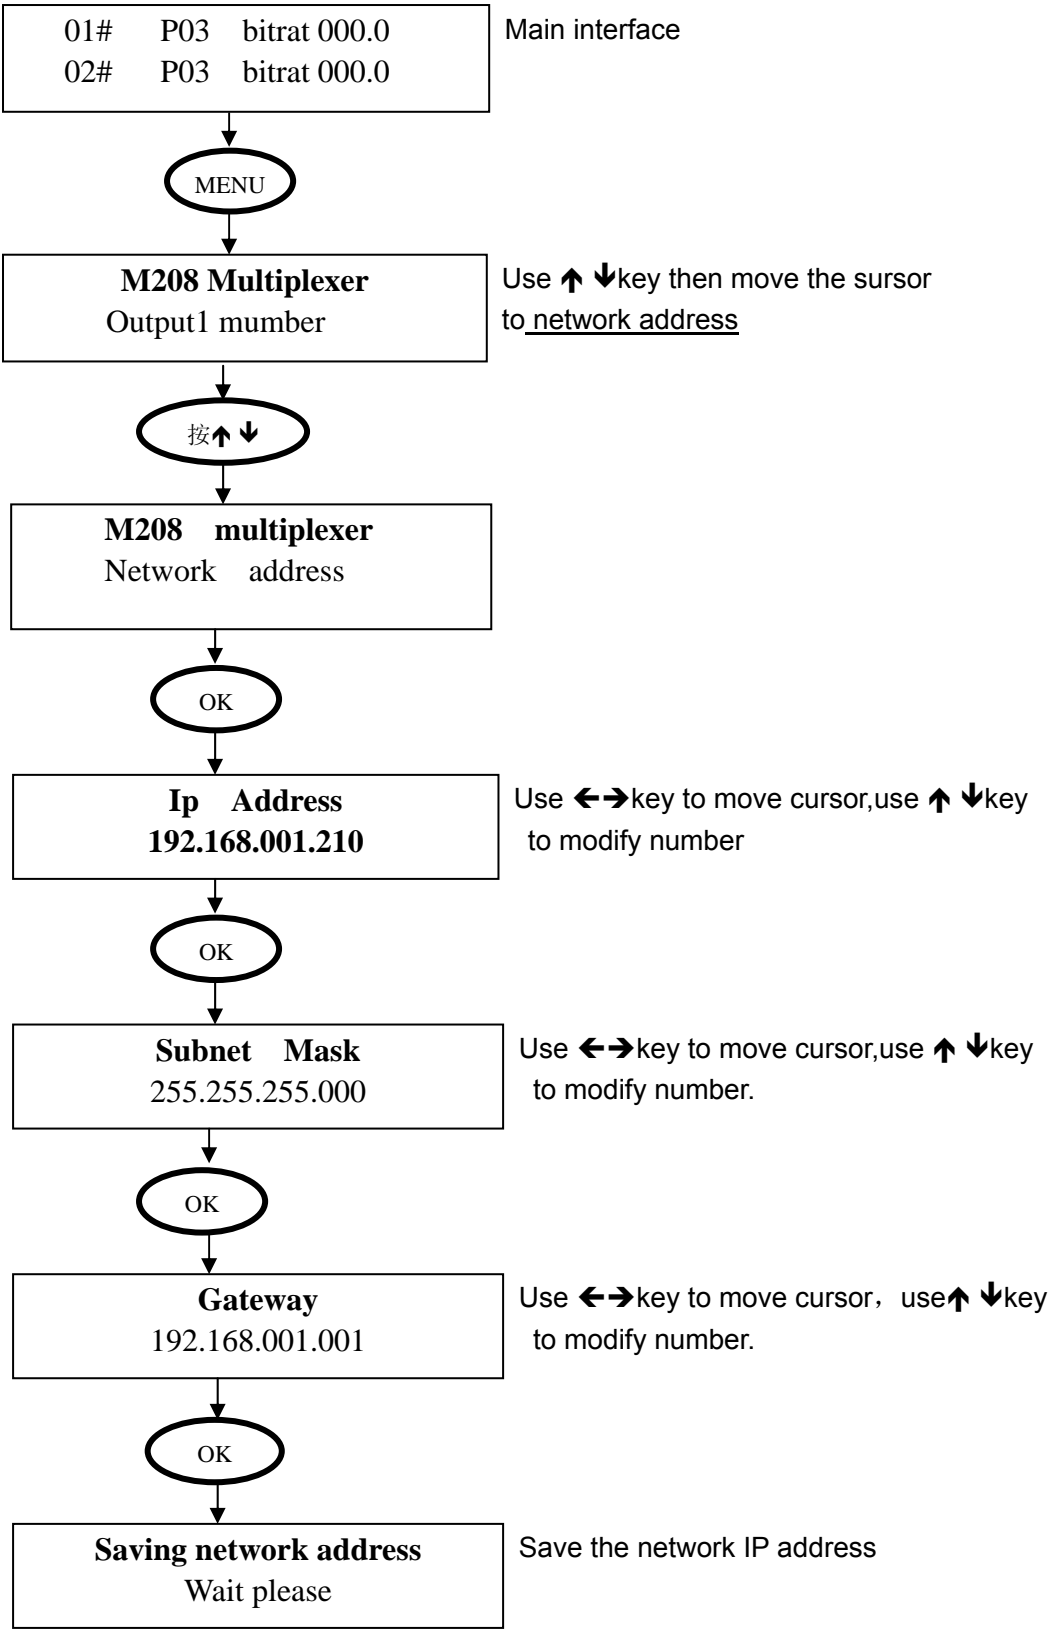 01# P03 bitrat 000.0
02# P03 bitrat 000.0
Main interface
MENU
M208 Multiplexer
Output1 mumber
Use ↑ ↓key then move the sursor
to network address
按↑ ↓
M208 multiplexer
Network address
OK
Ip Address
192.168.001.210
Use ←→key to move cursor,use ↑ ↓key
to modify number
OK
Subnet Mask
255.255.255.000
Use ←→key to move cursor,use ↑ ↓key
to modify number.
OK
Gateway
192.168.001.001
Use ←→key to move cursor，use↑ ↓key
to modify number.
OK
Saving network address
Wait please
Save the network IP address